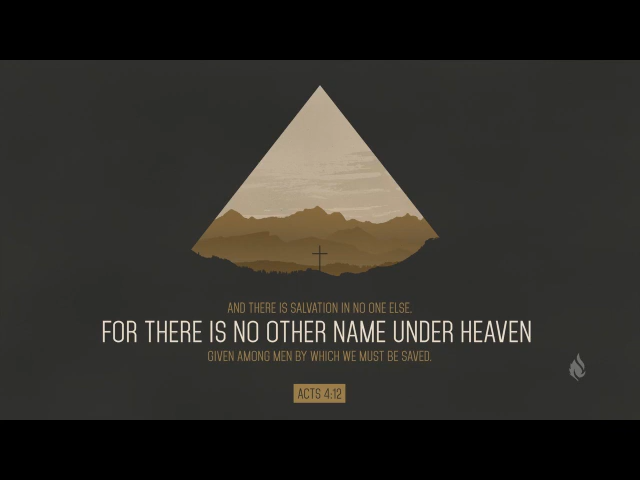 AND THERE IS SALVATION IN NO ONE ELSE,
FOR THERE IS NO OTHER NAME UNDER HEAVEN
GIVEN AMONG MEN BY WHICH WE MUST BE SAVED.
ACTS 4:12